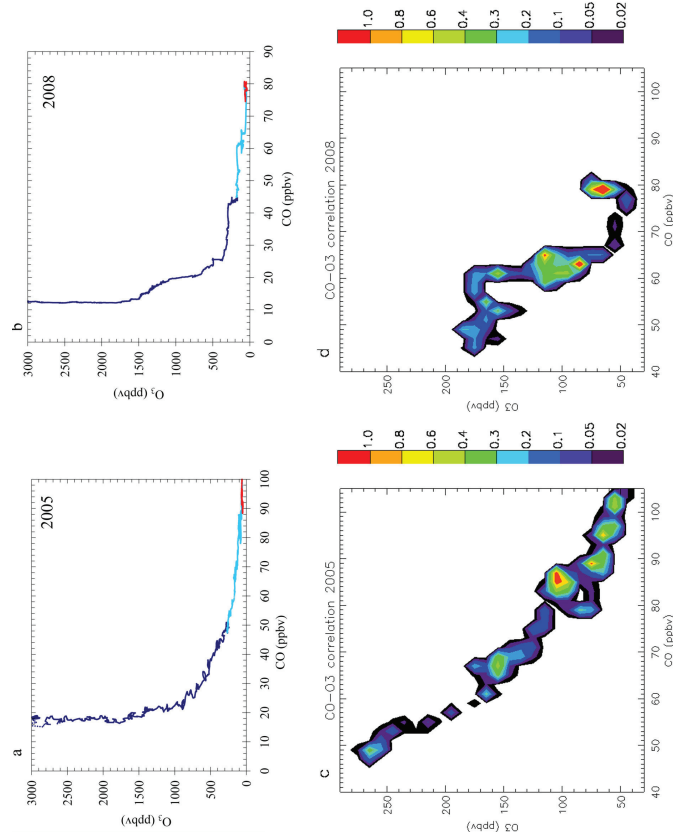 a
2005
3000
2500
2000
1500
1000
500
0
O₃ (ppbv)
0 10 20 30 40 50 60 70 80 90 100
CO (ppbv)
b
2008
3000
2500
2000
1500
1000
500
0
O₃ (ppbv)
0 10 20 30 40 50 60 70 80 90
CO (ppbv)
c
CO-O3 correlation 2005
250
200
150
100
50
O3 (ppbv)
40 50 60 70 80 90 100
CO (ppbv)
1.0
0.8
0.6
0.4
0.3
0.2
0.1
0.05
0.02
d
CO-O3 correlation 2008
250
200
150
100
50
O3 (ppbv)
40 50 60 70 80 90 100
CO (ppbv)
1.0
0.8
0.6
0.4
0.3
0.2
0.1
0.05
0.02